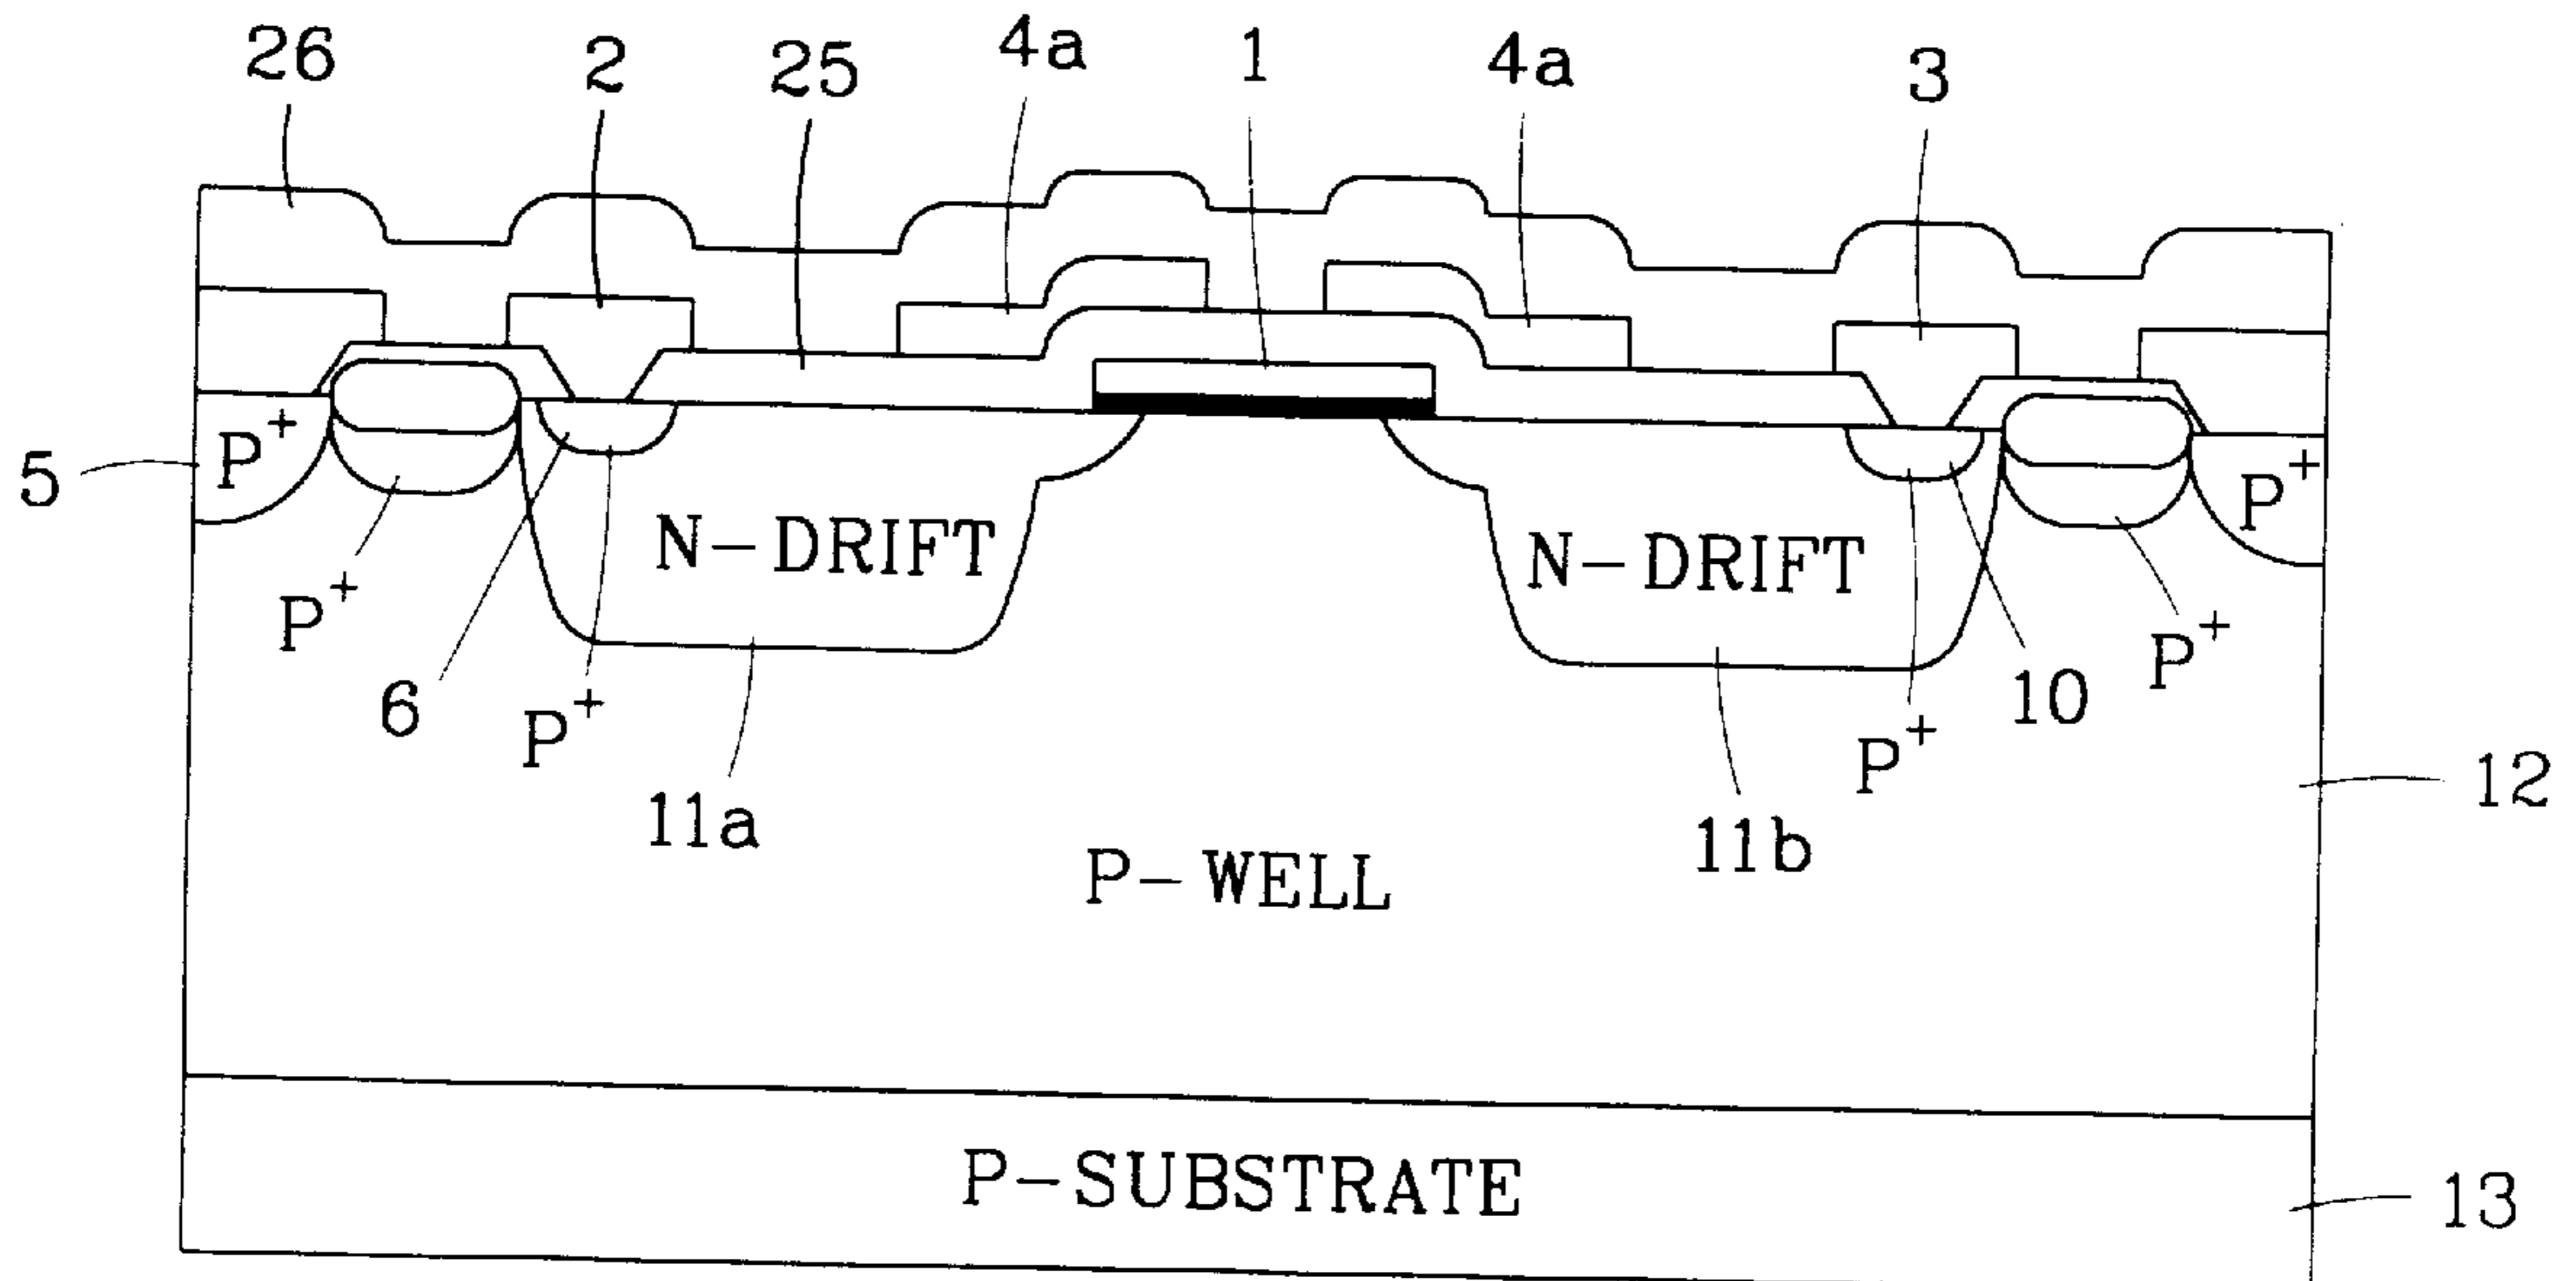 26 2 25 4a 1 4a 3
5 P+ P+
N-DRIFT N-DRIFT
P+ P+
6 P+ 10 P+
11a 11b 12
P-WELL
P-SUBSTRATE 13